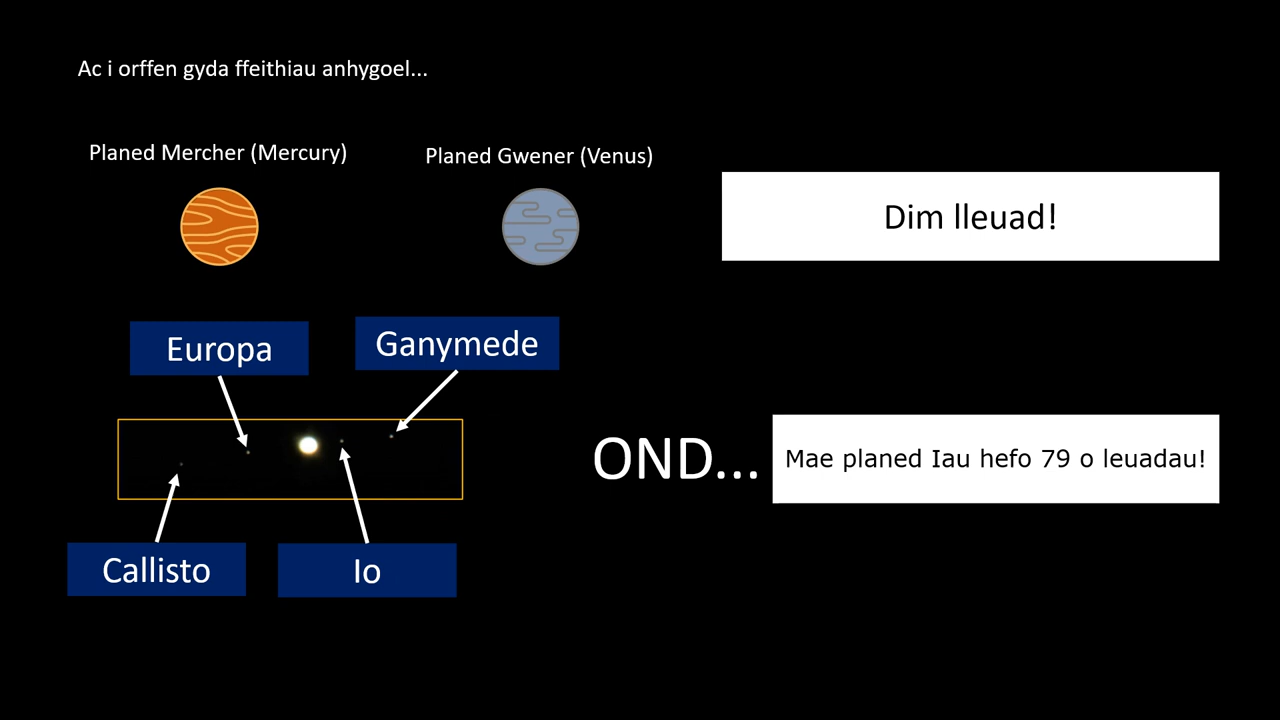 Ac i orffen gyda ffeithiau anhygoel...
Planed Mercher (Mercury)
Planed Gwener (Venus)
Dim lleuad!
Europa
Ganymede
OND...
Mae planed Iau hefo 79 o leuadau!
Callisto
Io